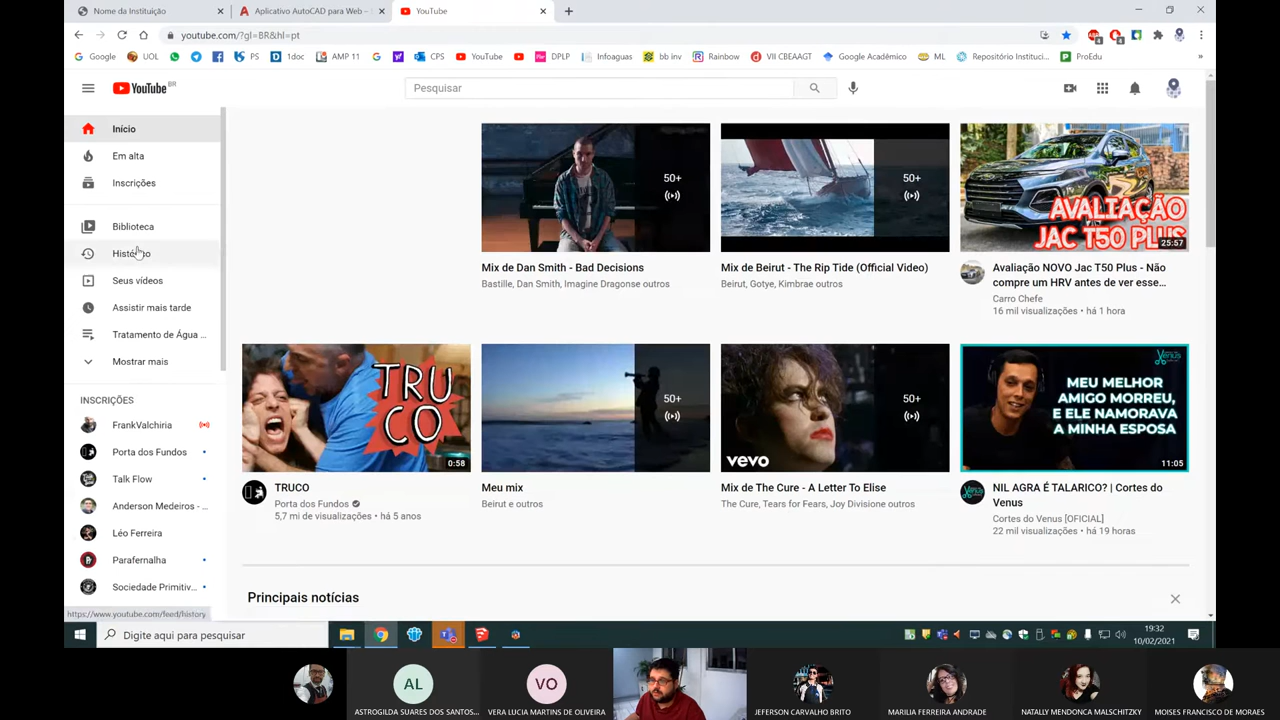 Nome da Instituição
Aplicativo AutoCAD para Web –
YouTube
youtube.com/?gl=BR&hl=pt
Google
UOL
PS
1doc
AMP 11
CPS
YouTube
DPLP
Infoaguas
bb inv
Rainbow
VII CBEAAGT
Google Acadêmico
ML
Repositório Instituci...
ProEdu
YouTube BR
Pesquisar
Início
Em alta
Inscrições
Biblioteca
Histórico
Seus vídeos
Assistir mais tarde
Tratamento de Água ...
Mostrar mais
INSCRIÇÕES
FrankValchiria
Porta dos Fundos
Talk Flow
Anderson Medeiros - ...
Léo Ferreira
Parafernalha
Sociedade Primitiv...
50+
Mix de Dan Smith - Bad Decisions
Bastille, Dan Smith, Imagine Dragonse outros
50+
Mix de Beirut - The Rip Tide (Official Video)
Beirut, Gotye, Kimbrae outros
AVALIAÇÃO
JAC T50 PLUS
25:57
Avaliação NOVO Jac T50 Plus - Não
compre um HRV antes de ver esse...
Carro Chefe
16 mil visualizações • há 1 hora
TRU
CO
0:58
TRUCO
Porta dos Fundos
5,7 mi de visualizações • há 5 anos
50+
Meu mix
Beirut e outros
vevo
50+
Mix de The Cure - A Letter To Elise
The Cure, Tears for Fears, Joy Divisione outros
Venus
MEU MELHOR
AMIGO MORREU,
E ELE NAMORAVA
A MINHA ESPOSA
11:05
NIL AGRA É TALARICO? | Cortes do
Venus
Cortes do Venus [OFICIAL]
22 mil visualizações • há 19 horas
Principais notícias
https://www.youtube.com/feed/history
Digite aqui para pesquisar
19:32
10/02/2021
AL
VO
ASTROGILDA SUARES DOS SANTOS...
VERA LUCIA MARTINS DE OLIVEIRA
JEFERSON CARVALHO BRITO
MARILIA FERREIRA ANDRADE
NATALLY MENDONCA MALSCHITZKY
MOISES FRANCISCO DE MORAES